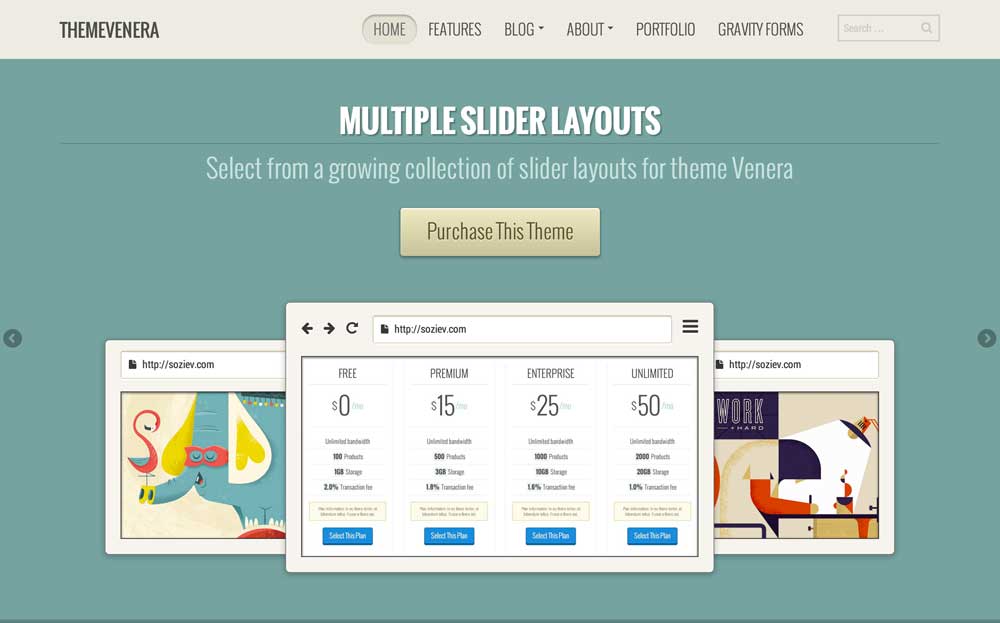 THEMEVENERA
HOME FEATURES BLOG ABOUT PORTFOLIO GRAVITY FORMS Search ...
MULTIPLE SLIDER LAYOUTS
Select from a growing collection of slider layouts for theme Venera
Purchase This Theme
http://soziev.com
http://soziev.com
http://soziev.com
FREE PREMIUM ENTERPRISE UNLIMITED
$0/mo $15/mo $25/mo $50/mo
Unlimited bandwidth Unlimited bandwidth Unlimited bandwidth Unlimited bandwidth
100 Products 500 Products 1000 Products 2000 Products
1GB Storage 3GB Storage 10GB Storage 20GB Storage
2.0% Transaction fee 1.8% Transaction fee 1.6% Transaction fee 1.0% Transaction fee
Select This Plan Select This Plan Select This Plan Select This Plan
WORK
HARD